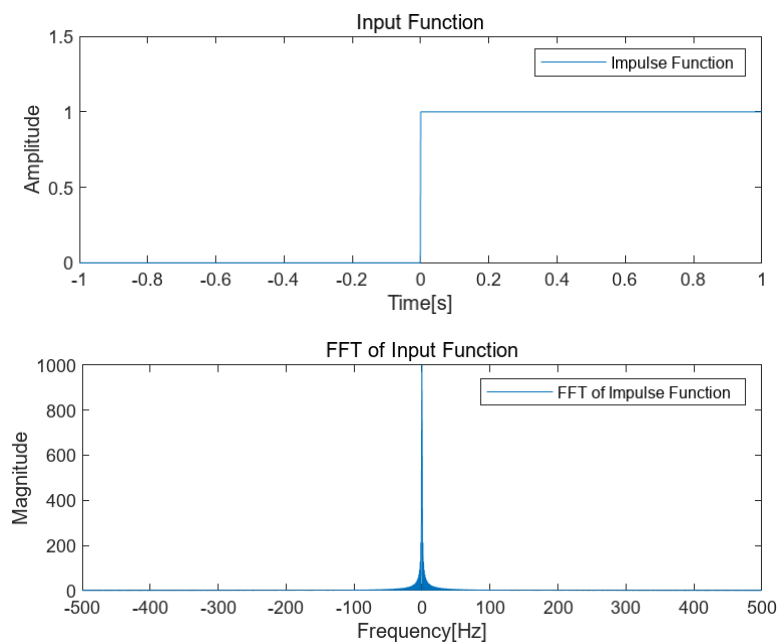 Input Function
1.5
Impulse Function
1
Amplitude
0.5
0
-1 -0.8 -0.6 -0.4 -0.2 0 0.2 0.4 0.6 0.8 1
Time[s]
FFT of Input Function
1000
FFT of Impulse Function
800
600
Magnitude
400
200
0
-500 -400 -300 -200 -100 0 100 200 300 400 500
Frequency[Hz]